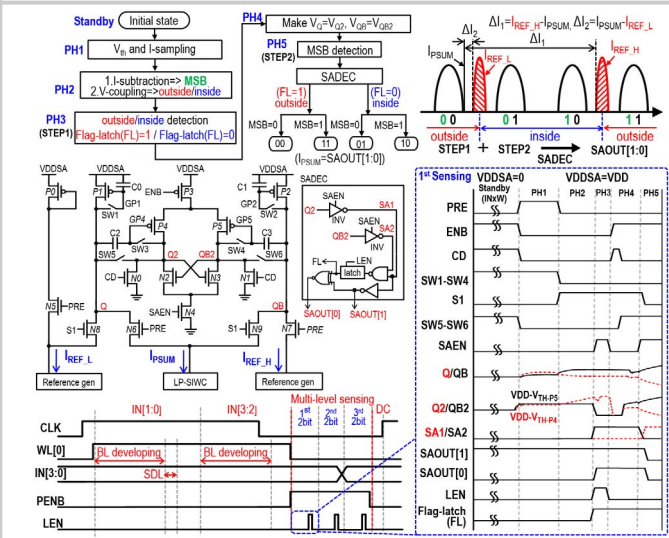 Standby
Initial state
PH1
Vth and I-sampling
PH2
1.I-subtraction=> MSB
2.V-coupling=>outside/inside
PH3
(STEP1)
outside/inside detection
Flag-latch(FL)=1 / Flag-latch(FL)=0
PH4
Make VQ=VQ2, VQB=VQB2
PH5
(STEP2)
MSB detection
SADEC
(FL=1)
outside
(FL=0)
inside
MSB=0
MSB=1
MSB=0
MSB=1
00
11
01
10
(IPSUM=SAOUT[1:0])
ΔI1=IREF_H-IPSUM, ΔI2=IPSUM-IREF_L
ΔI2
ΔI1
IPSUM
IREF_L
IREF_H
0 0
0 1
1 0
1 1
outside
inside
outside
STEP1 + STEP2
SADEC
SAOUT[1:0]
VDDSA
VDDSA
VDDSA
VDDSA
P0
P1
C0
ENB
P3
C1
P2
P0
SW1
GP2
SW2
GP4
P4
P5
GP5
C2
SW3
SW4
C3
SW5
SW6
Q2
QB2
CD
N0
N2
N3
N1
CD
SAEN
N4
N5
PRE
Q
QB
S1
N8
N6
PRE
S1
N9
N7
PRE
IREF_L
IPSUM
IREF_H
Reference gen
LP-SIWC
Reference gen
SADEC
SAEN
Q2
SA1
INV
SAEN
SA2
QB2
INV
FL
LEN
latch
SAOUT[0]
SAOUT[1]
Multi-level sensing
DC
IN[1:0]
IN[3:2]
1st
2bit
2nd
2bit
3rd
2bit
CLK
WL[0]
BL developing
BL developing
IN[3:0]
SDL
PENB
LEN
1st Sensing
VDDSA=0
VDDSA=VDD
Standby
(INxW)
PH1
PH2
PH3
PH4
PH5
PRE
ENB
CD
SW1-SW4
S1
SW5-SW6
SAEN
Q/QB
Q2/QB2
VDD-VTH-P5
VDD-VTH-P4
SA1/SA2
SAOUT[1]
SAOUT[0]
LEN
Flag-latch
(FL)